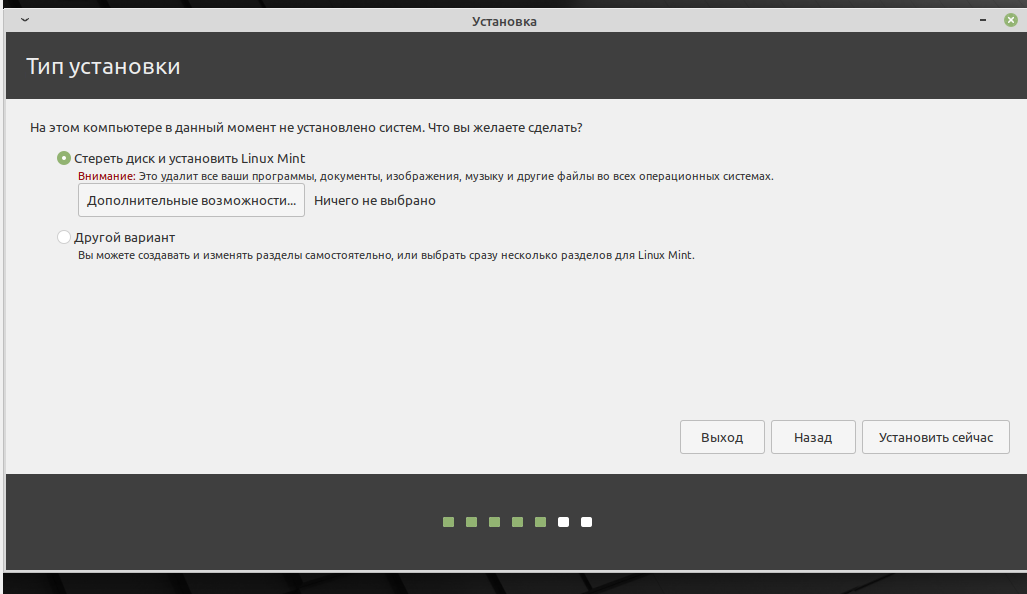 Установка
Тип установки
На этом компьютере в данный момент не установлено систем. Что вы желаете сделать?
Стереть диск и установить Linux Mint
Внимание: Это удалит все ваши программы, документы, изображения, музыку и другие файлы во всех операционных системах.
Дополнительные возможности... Ничего не выбрано
Другой вариант
Вы можете создавать и изменять разделы самостоятельно, или выбрать сразу несколько разделов для Linux Mint.
Выход Назад Установить сейчас